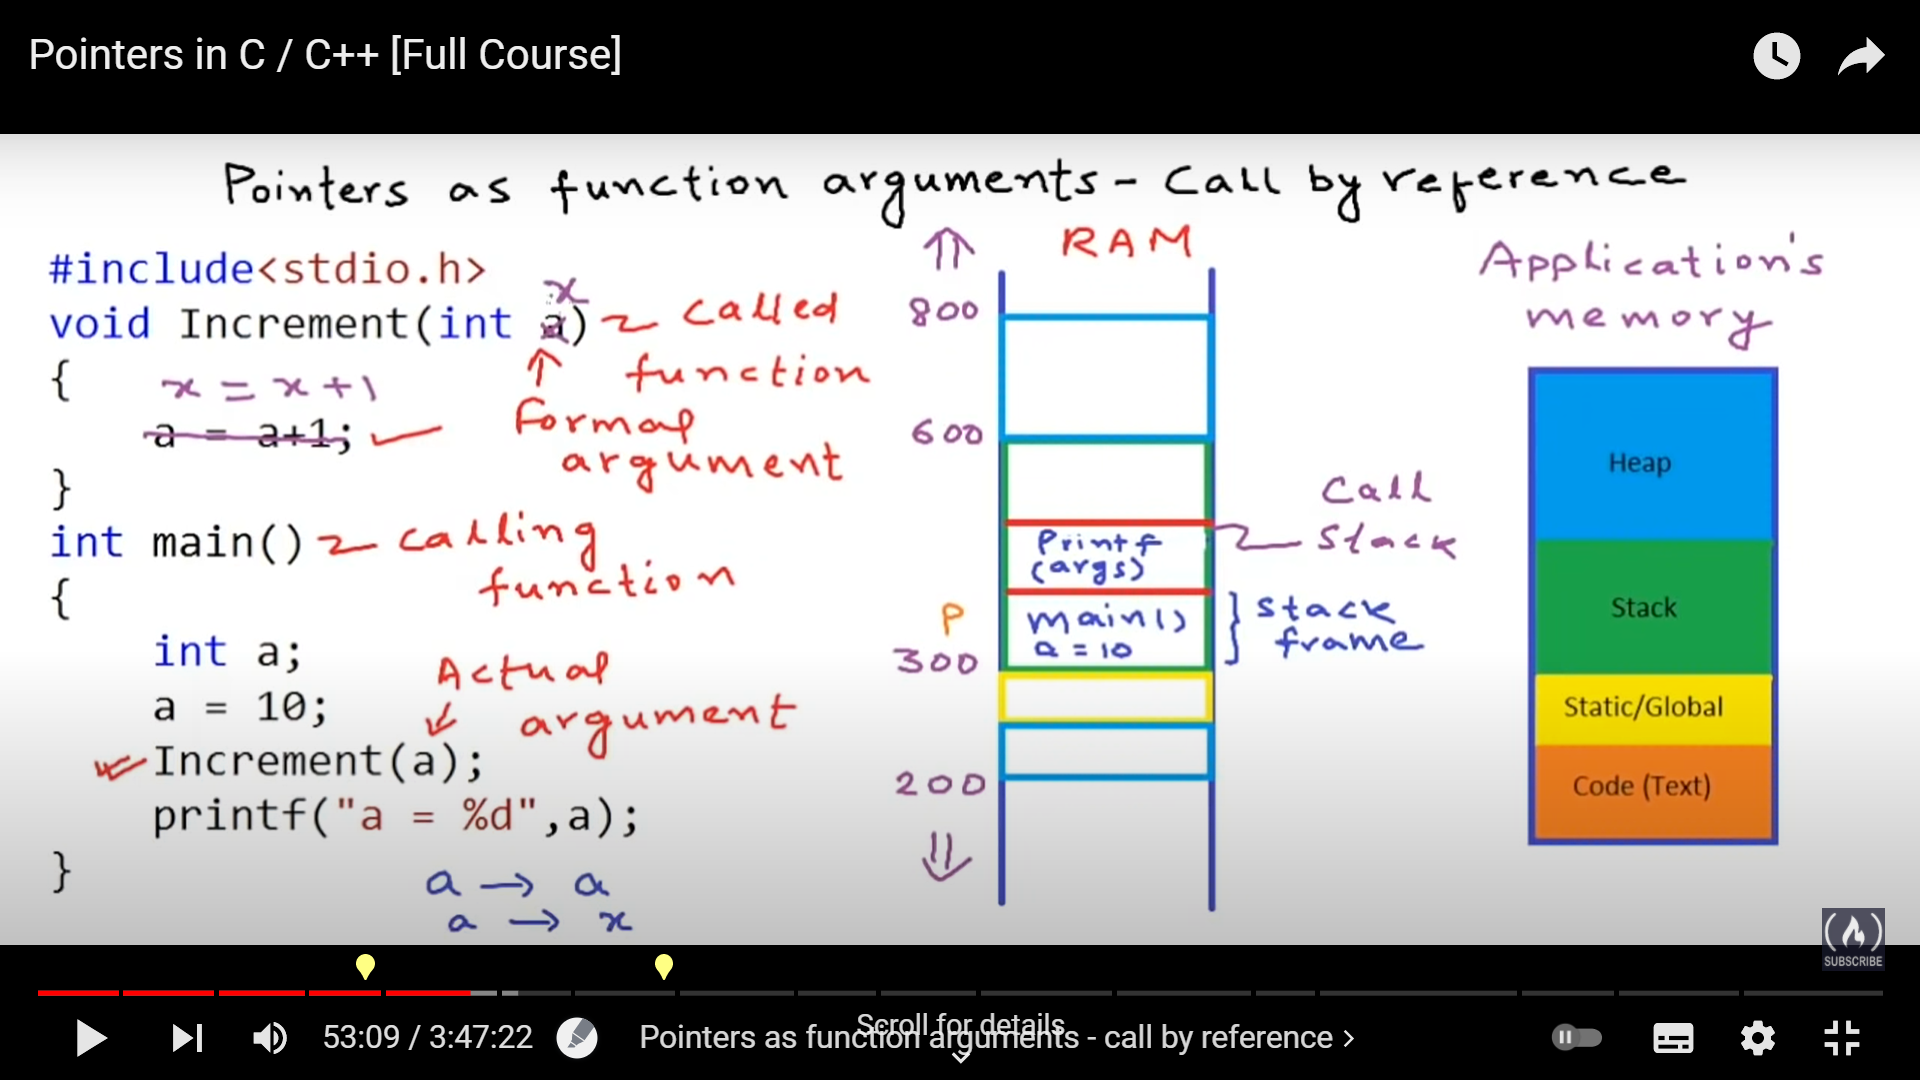 Pointers in C / C++ [Full Course]
Pointers as function arguments - Call by reference
#include<stdio.h>
x
void Increment(int a)
called
function
{
x = x+1
a = a+1;
Formal
argument
}
int main()
calling
function
{
int a;
a = 10;
Actual
argument
Increment(a);
printf("a = %d",a);
}
a → a
a → x
RAM
800
600
Printf
(args)
Call
Stack
P
main()
a = 10
stack
frame
300
200
Application's
memory
Heap
Stack
Static/Global
Code (Text)
SUBSCRIBE
53:09 / 3:47:22
Pointers as function arguments - call by reference ›
Scroll for details